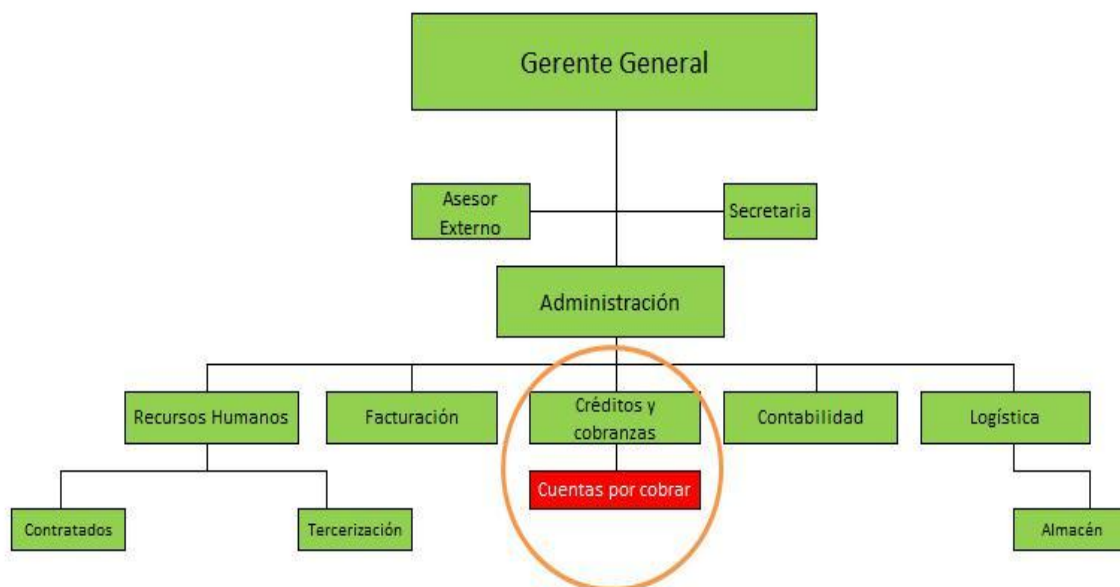 Gerente General
Asesor
Externo
Secretaria
Administración
Recursos Humanos
Facturación
Créditos y
cobranzas
Contabilidad
Logística
Cuentas por cobrar
Contratados
Tercerización
Almacén